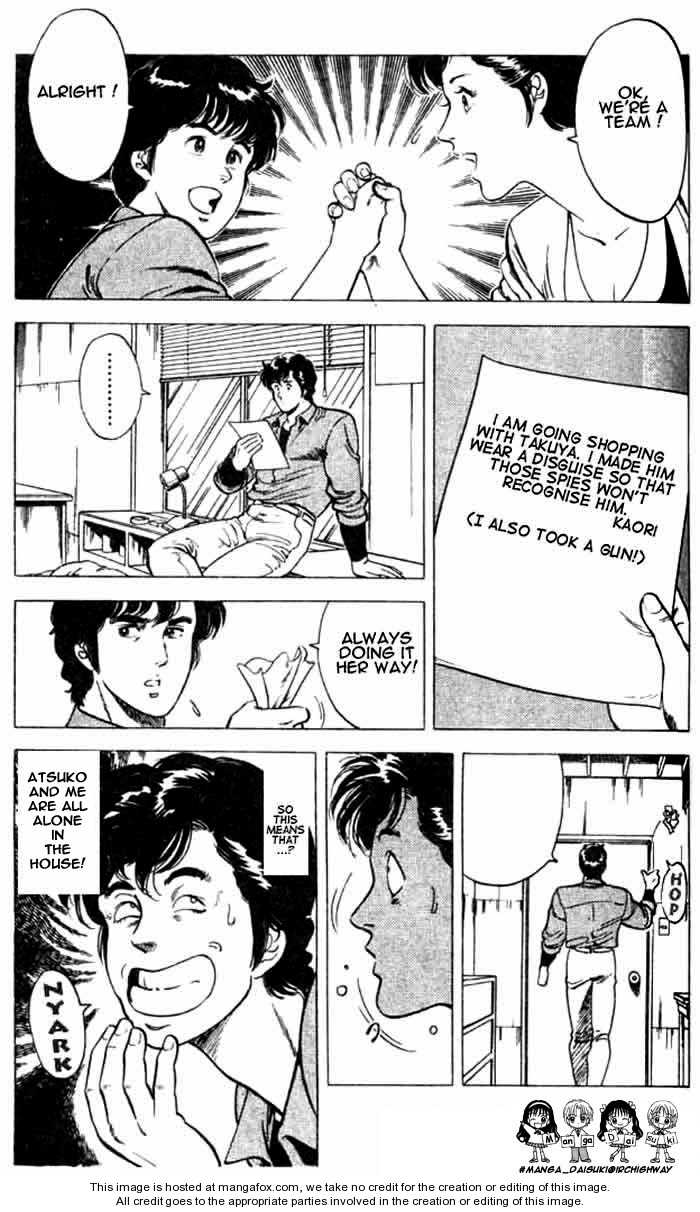 ALRIGHT !
OK,
WE'RE A
TEAM !
.........
I AM GOING SHOPPING
WITH TAKUYA. I MADE HIM
WEAR A DISGUISE SO THAT
THOSE SPIES WON'T
RECOGNISE HIM.
KAORI
(I ALSO TOOK A GUN!)
ALWAYS
DOING IT
HER WAY!
HOP
SO
THIS
MEANS
THAT
...?
ATSUKO
AND ME
ARE ALL
ALONE
IN
THE
HOUSE!
NYARK
Manga Daisuki
#MANGA_DAISUKI@IRCHIGHWAY
This image is hosted at mangafox.com, we take no credit for the creation or editing of this image.
All credit goes to the appropriate parties involved in the creation or editing of this image.